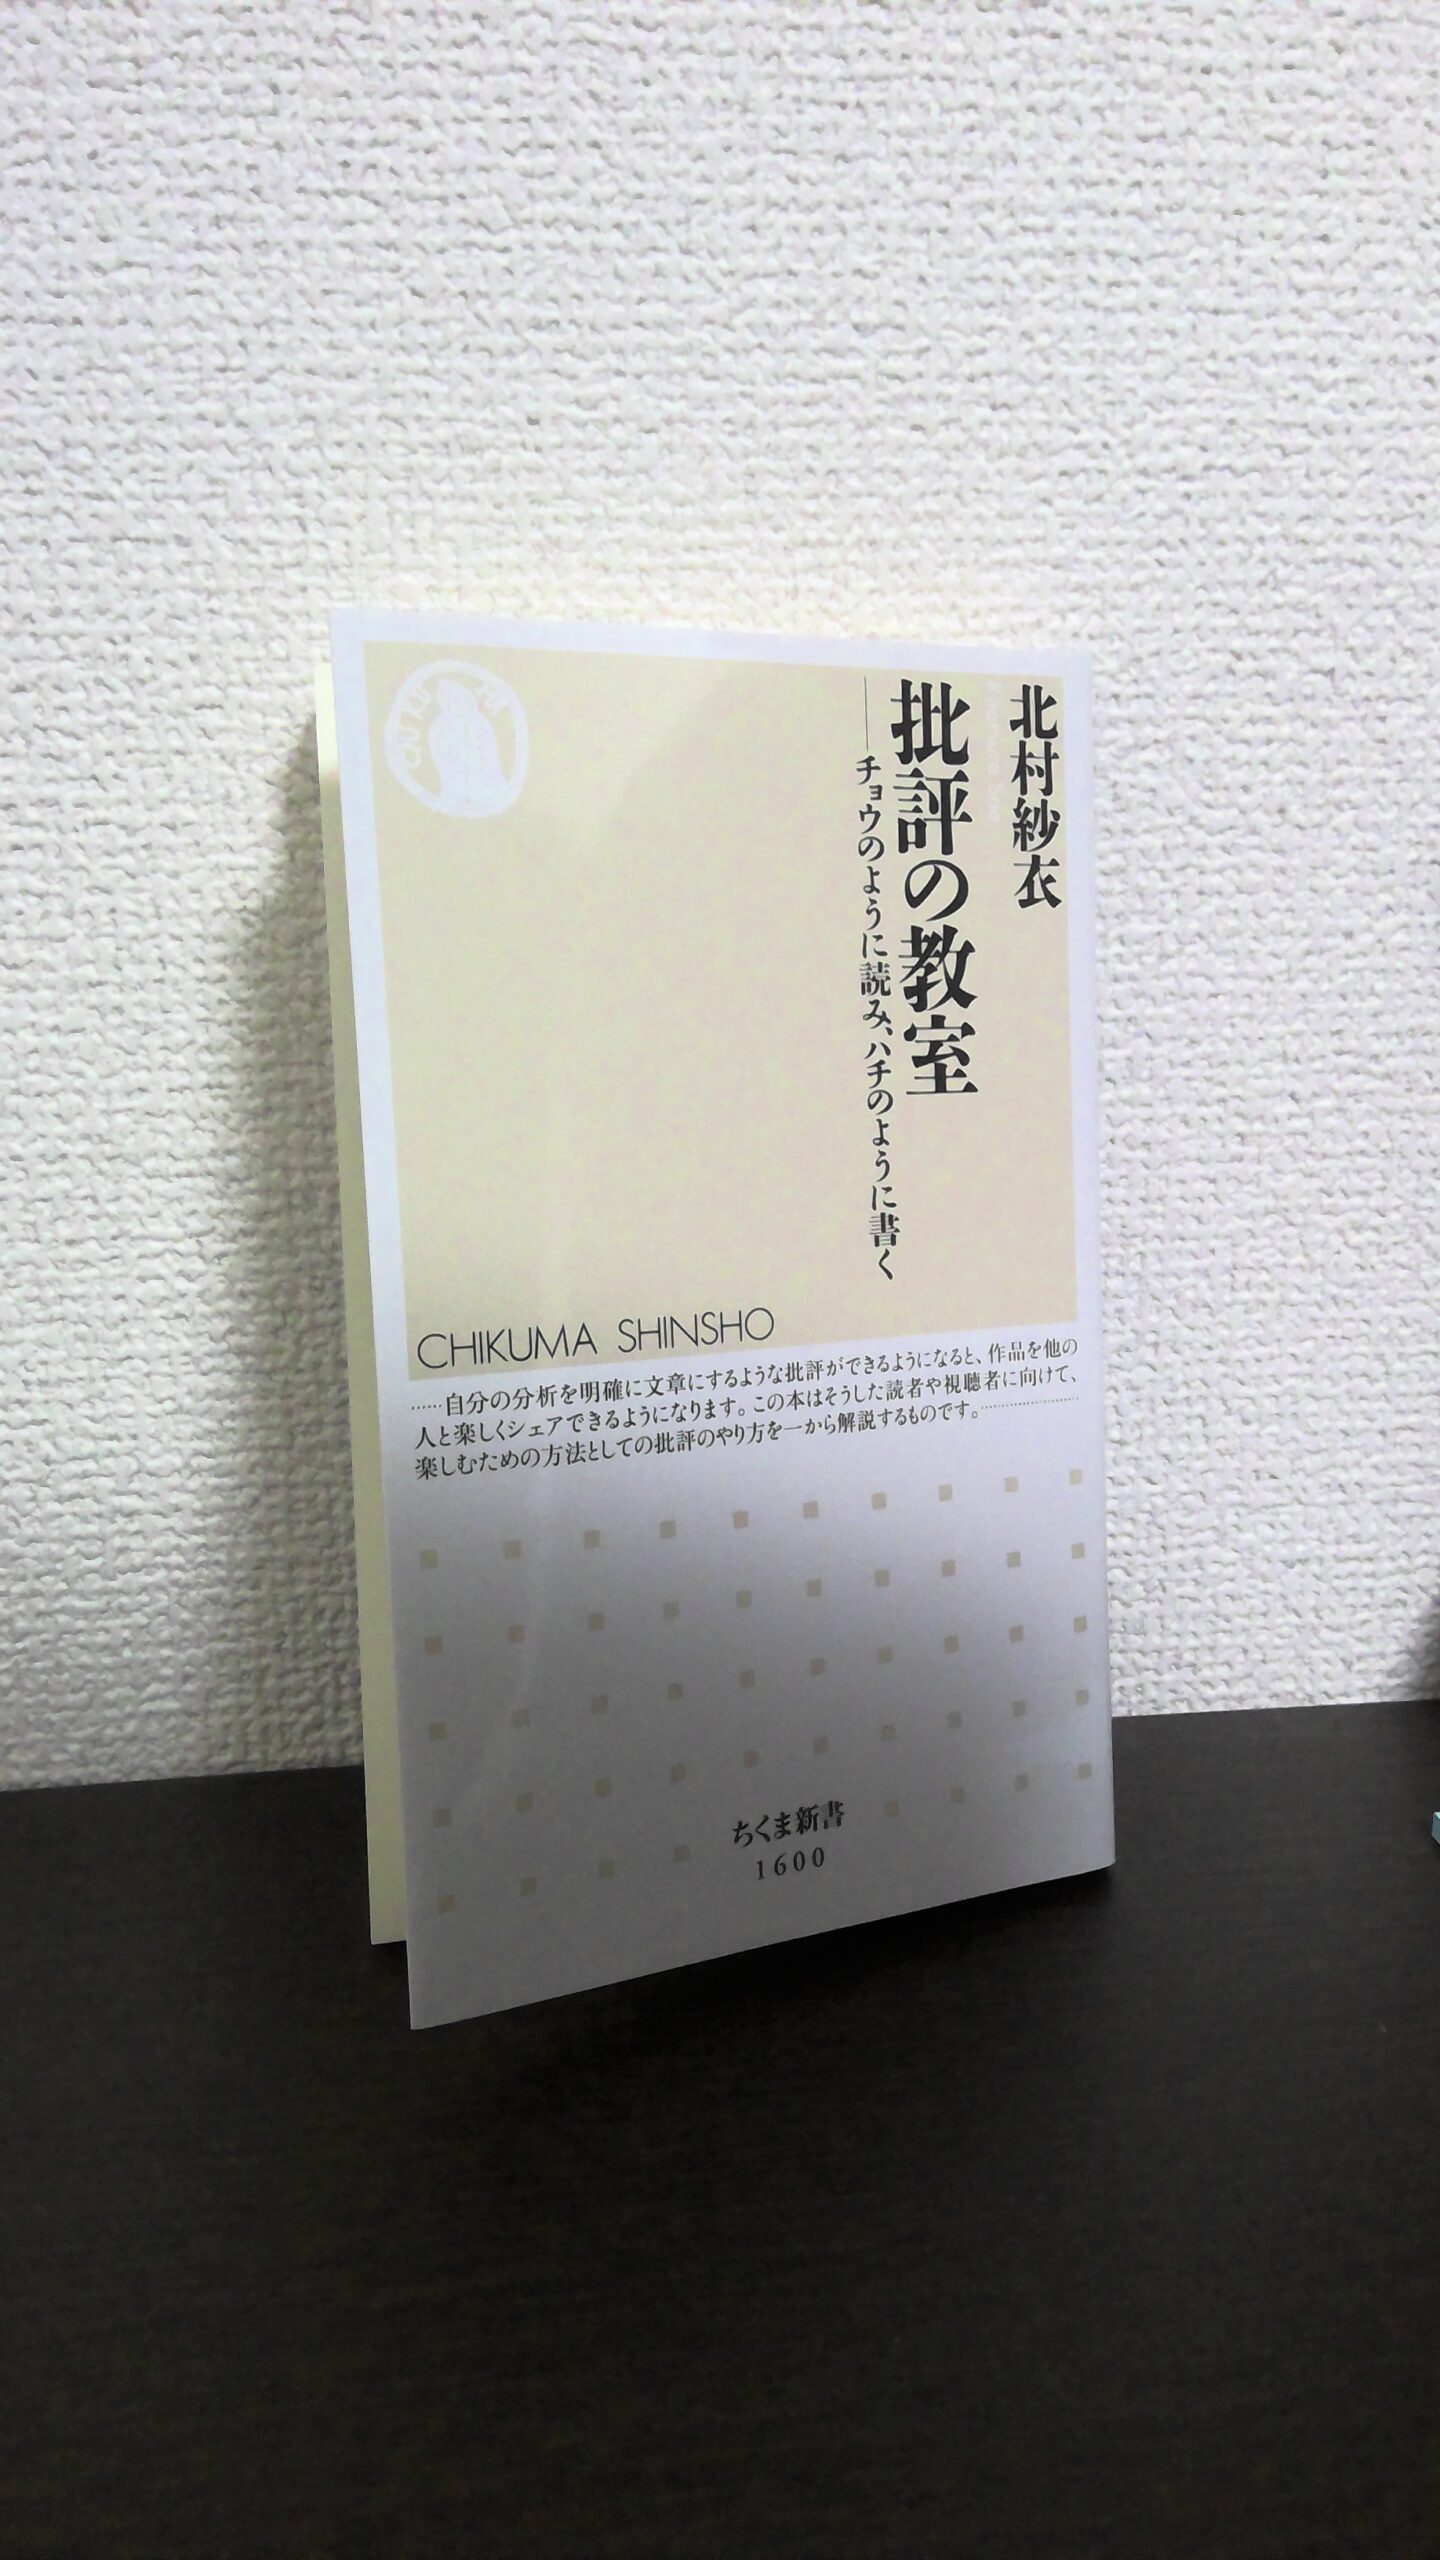 北村紗衣
Kitamura Sae
批評の教室
──チョウのように読み、ハチのように書く
CHIKUMA SHINSHO
……自分の分析を明確に文章にするような批評ができるようになると、作品を他の
人と楽しくシェアできるようになります。この本はそうした読者や視聴者に向けて、
楽しむための方法としての批評のやり方を一から解説するものです。……
ちくま新書
1600